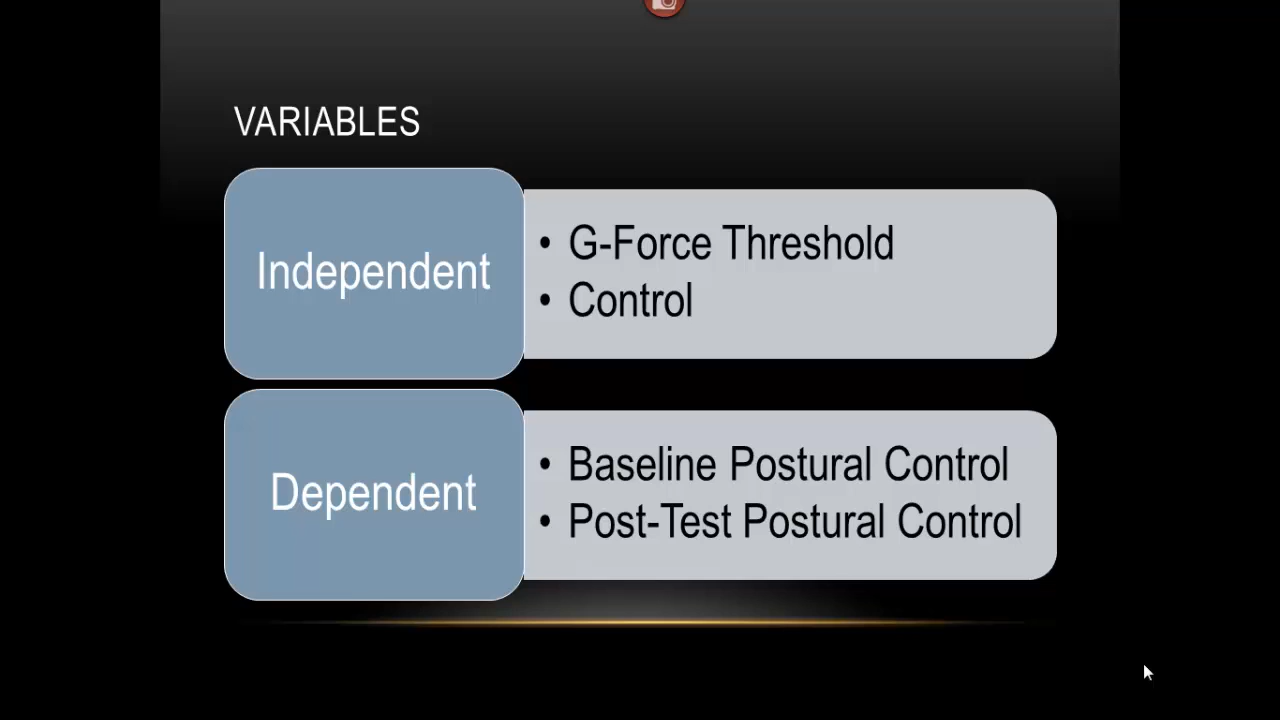 VARIABLES
Independent
• G-Force Threshold
• Control
Dependent
• Baseline Postural Control
• Post-Test Postural Control